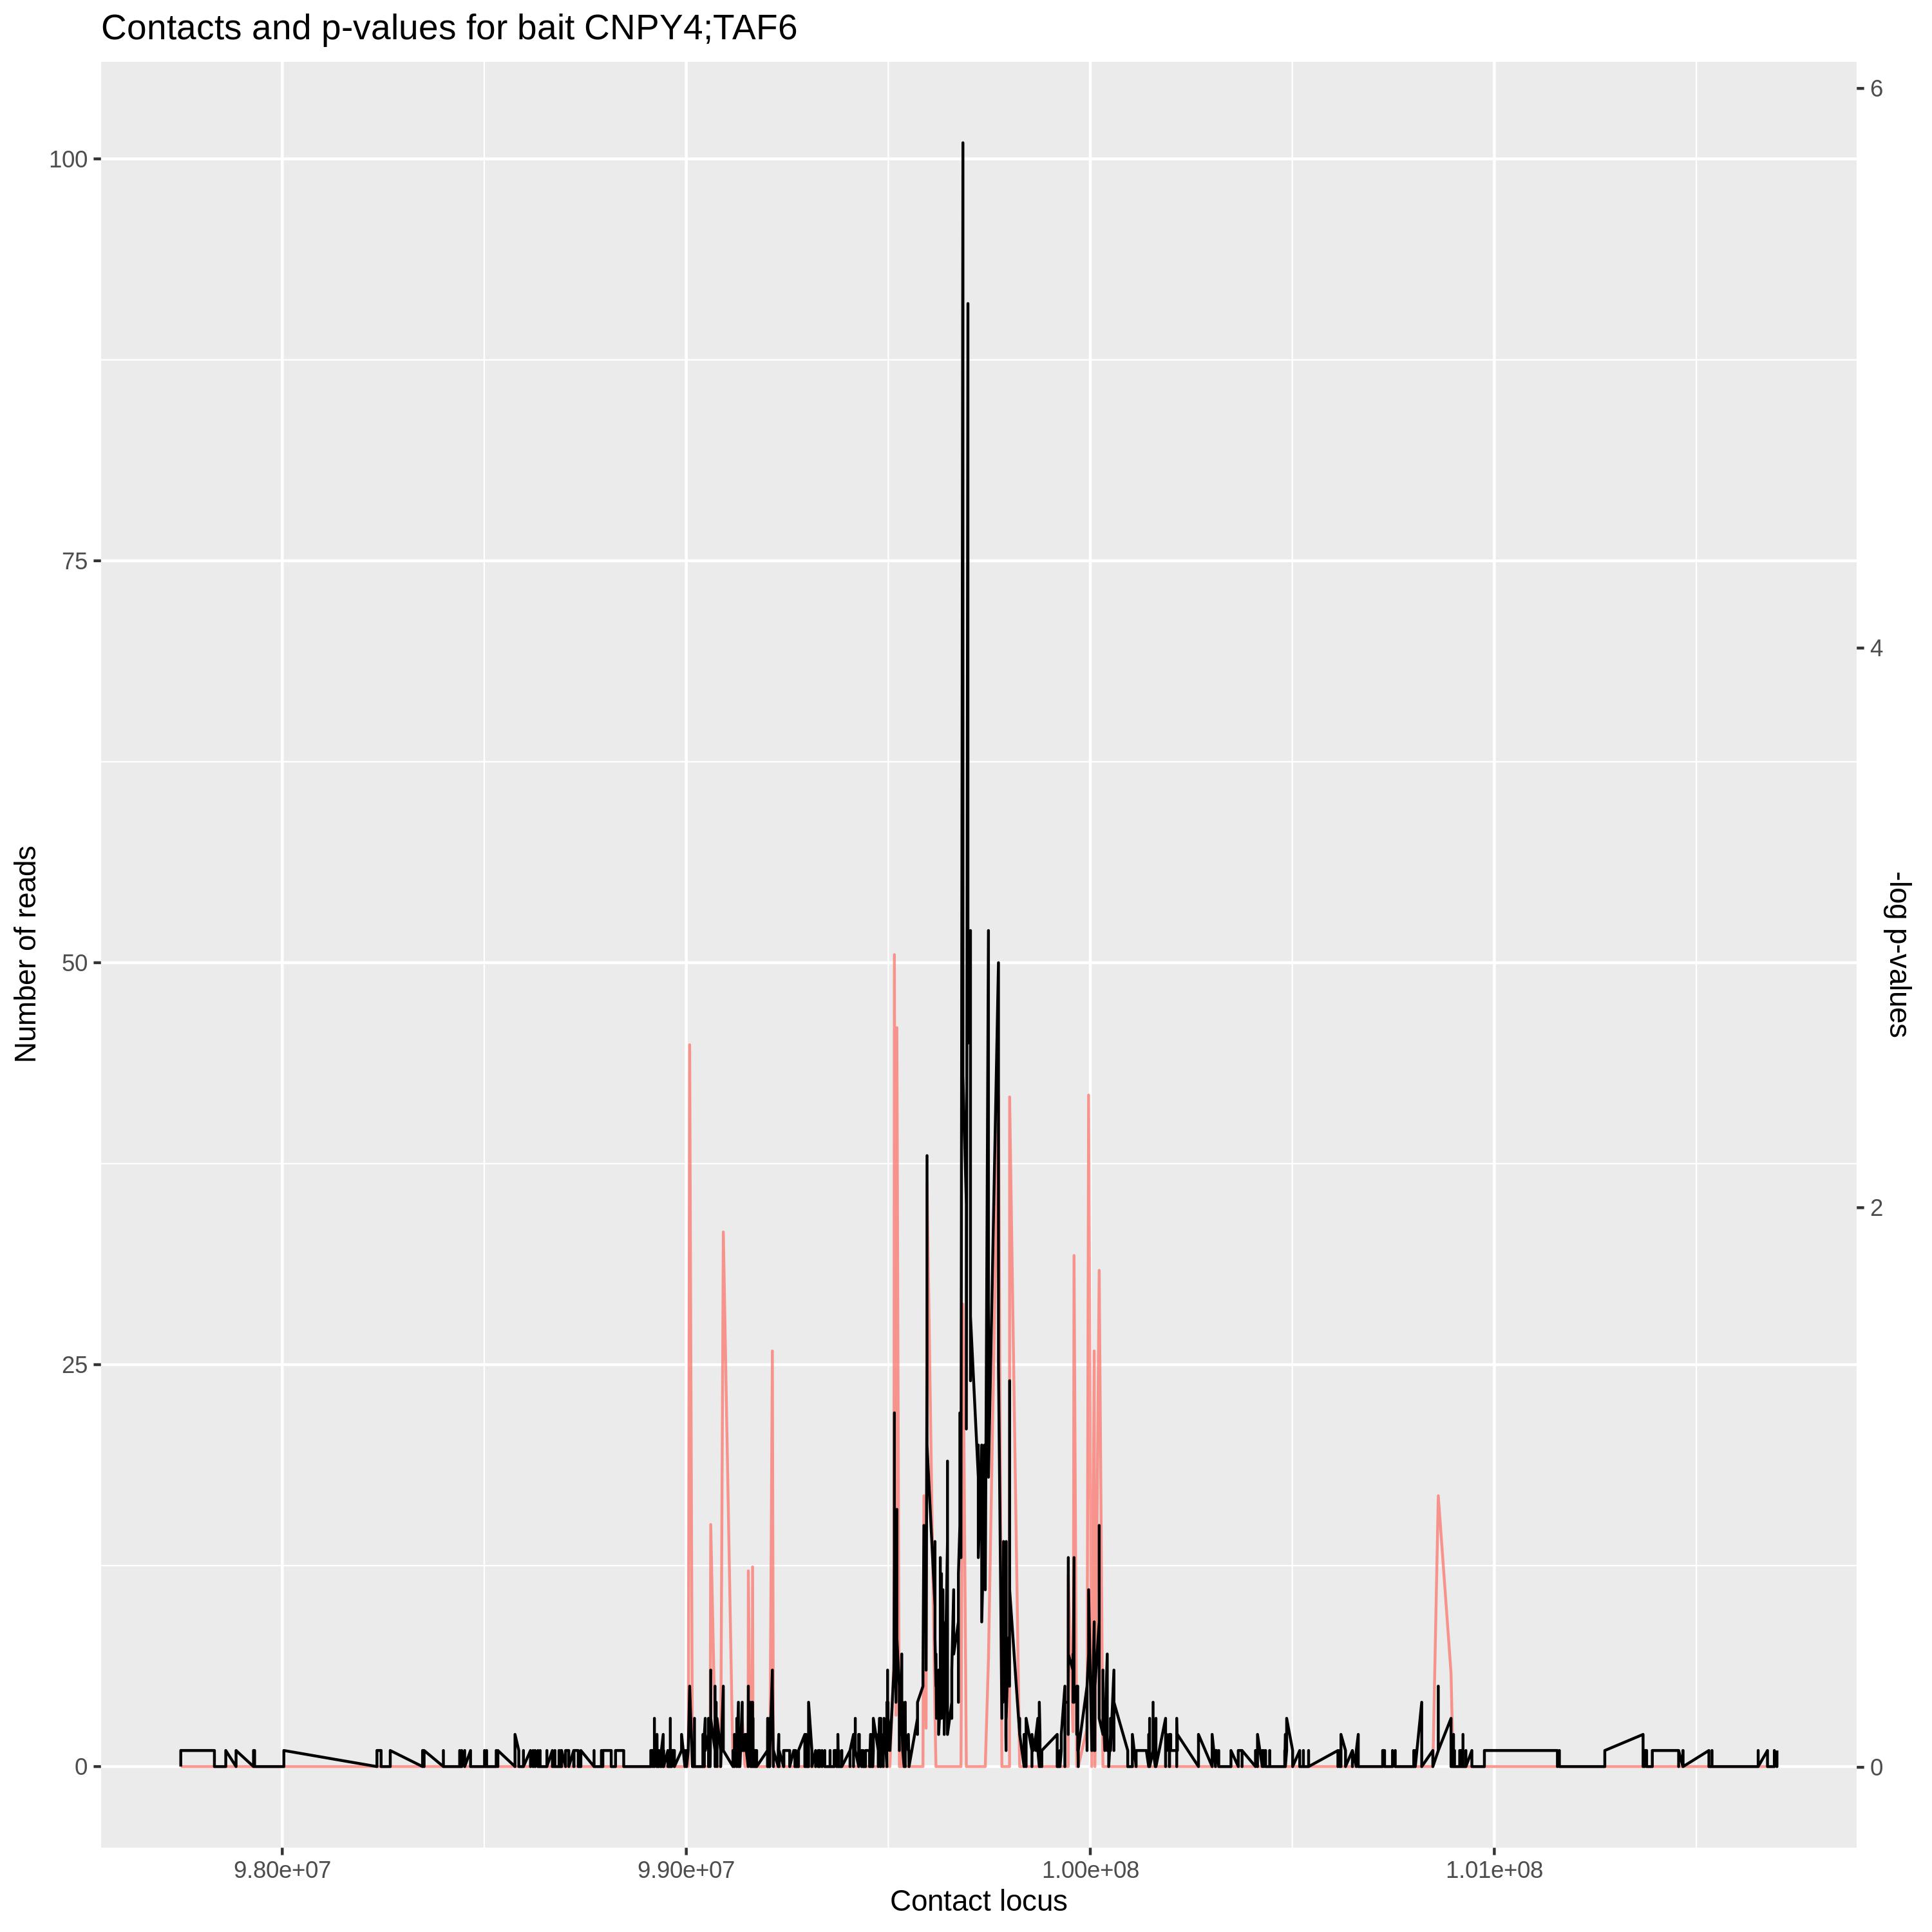 Contacts and p-values for bait CNPY4;TAF6
6
100
75
4
50
Number of reads
-log p-values
2
25
0
0
9.80e+07
9.90e+07
1.00e+08
1.01e+08
Contact locus